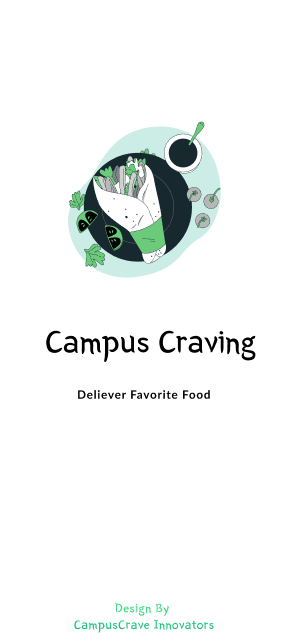 Campus Craving
Deliever Favorite Food
Design By
CampusCrave Innovators